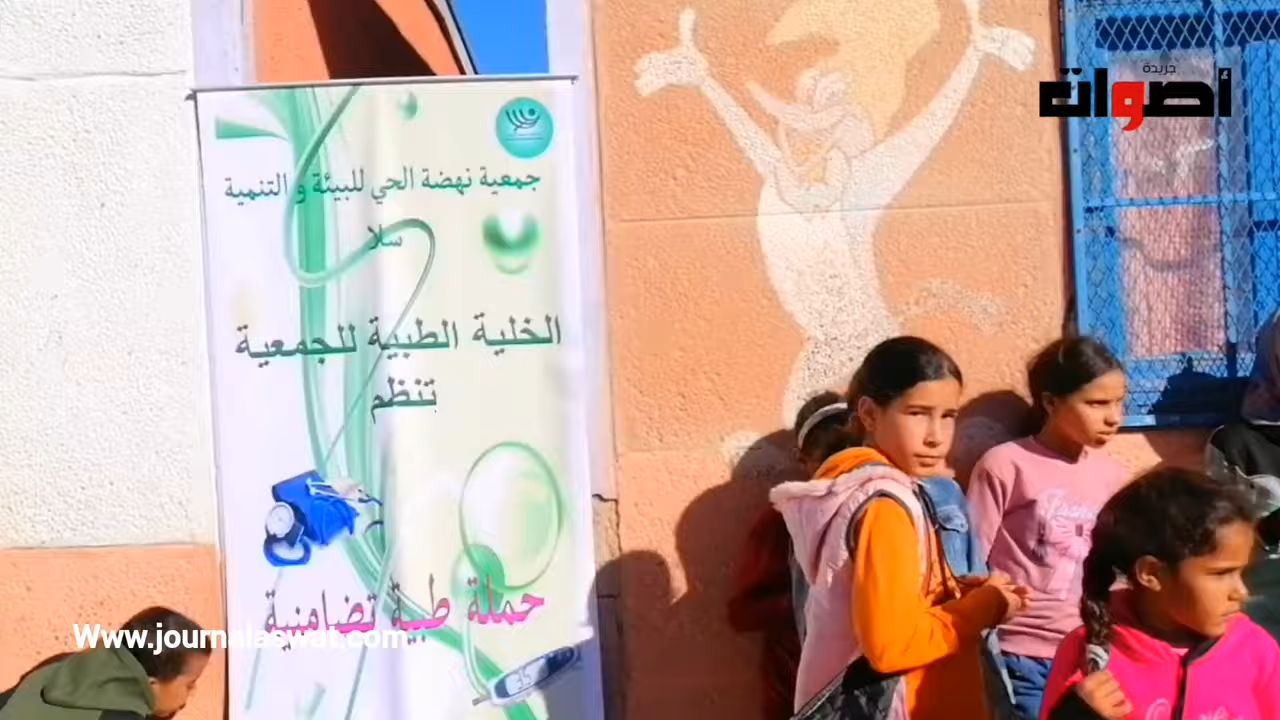 جريدة
أصوات
جمعية نهضة الحي للبيئة و التنمية
سلا
الخلية الطبية للجمعية
تنظم
حملة طبية تضامنية
Www.journalaswat.com